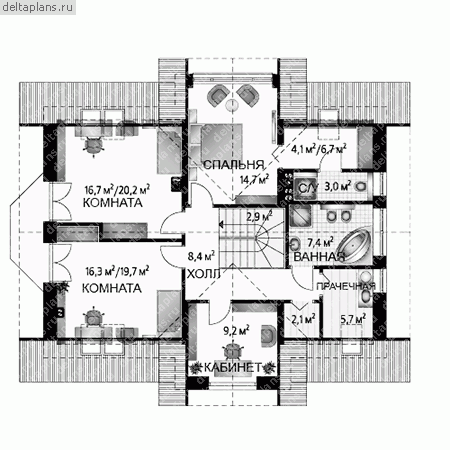 deltaplans.ru
4,1 м²/6,7 м²
СПАЛЬНЯ
14,7 м²
С/У
3,0 м²
16,7 м²/20,2 м²
КОМНАТА
2,9 м²
7,4 м²
ВАННАЯ
8,4 м²
ХОЛЛ
16,3 м²/19,7 м²
КОМНАТА
ПРАЧЕЧНАЯ
2,1 м²
5,7 м²
9,2 м²
КАБИНЕТ